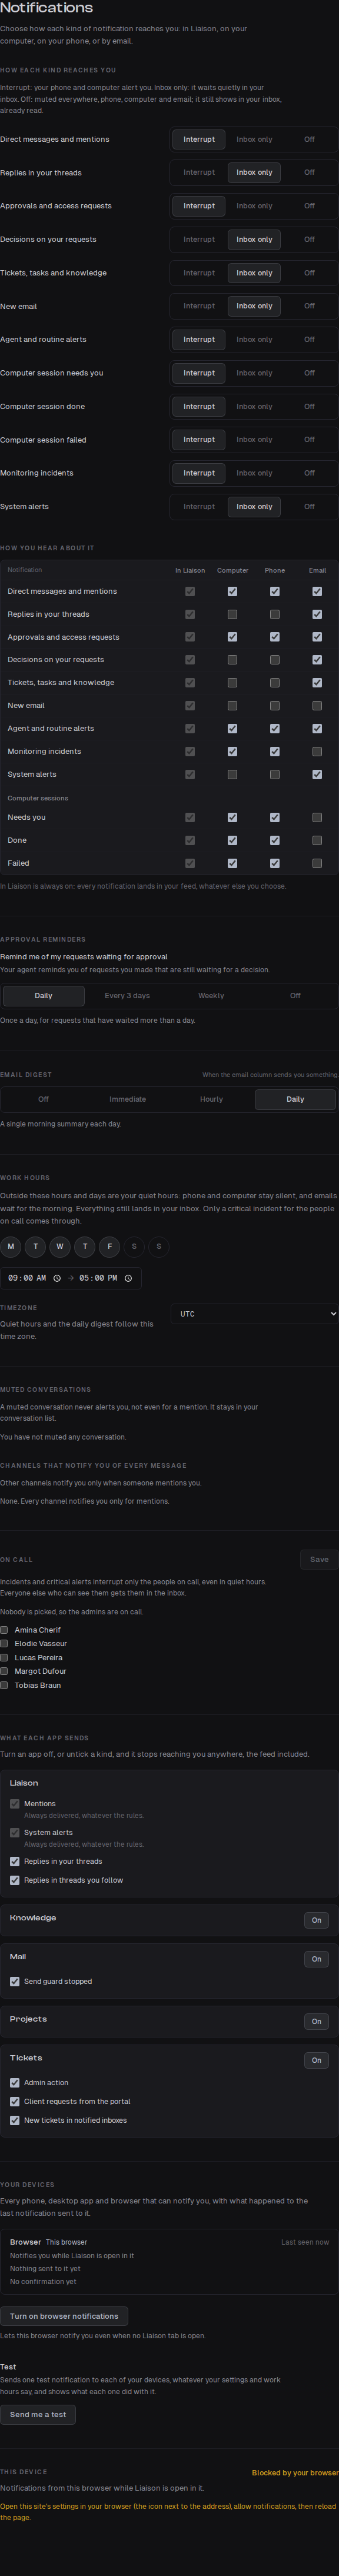 Notifications
Choose how each kind of notification reaches you: in Liaison, on your
computer, on your phone, or by email.
HOW EACH KIND REACHES YOU
Interrupt: your phone and computer alert you. Inbox only: it waits quietly in your
inbox. Off: muted everywhere, phone, computer and email; it still shows in your inbox,
already read.
Direct messages and mentions Interrupt Inbox only Off
Replies in your threads Interrupt Inbox only Off
Approvals and access requests Interrupt Inbox only Off
Decisions on your requests Interrupt Inbox only Off
Tickets, tasks and knowledge Interrupt Inbox only Off
New email Interrupt Inbox only Off
Agent and routine alerts Interrupt Inbox only Off
Computer session needs you Interrupt Inbox only Off
Computer session done Interrupt Inbox only Off
Computer session failed Interrupt Inbox only Off
Monitoring incidents Interrupt Inbox only Off
System alerts Interrupt Inbox only Off
HOW YOU HEAR ABOUT IT
Notification In Liaison Computer Phone Email
Direct messages and mentions
Replies in your threads
Approvals and access requests
Decisions on your requests
Tickets, tasks and knowledge
New email
Agent and routine alerts
Monitoring incidents
System alerts
Computer sessions
Needs you
Done
Failed
In Liaison is always on: every notification lands in your feed, whatever else you choose.
APPROVAL REMINDERS
Remind me of my requests waiting for approval
Your agent reminds you of requests you made that are still waiting for a decision.
Daily Every 3 days Weekly Off
Once a day, for requests that have waited more than a day.
EMAIL DIGEST When the email column sends you something
Off Immediate Hourly Daily
A single morning summary each day.
WORK HOURS
Outside these hours and days are your quiet hours: phone and computer stay silent, and emails
wait for the morning. Everything still lands in your inbox. Only a critical incident for the people
on call comes through.
M T W T F S S
09:00 AM → 05:00 PM
TIMEZONE
Quiet hours and the daily digest follow this
time zone.
UTC
MUTED CONVERSATIONS
A muted conversation never alerts you, not even for a mention. It stays in your
conversation list.
You have not muted any conversation.
CHANNELS THAT NOTIFY YOU OF EVERY MESSAGE
Other channels notify you only when someone mentions you.
None. Every channel notifies you only for mentions.
ON CALL Save
Incidents and critical alerts interrupt only the people on call, even in quiet hours.
Everyone else who can see them gets them in the inbox.
Nobody is picked, so the admins are on call.
Amina Cherif
Elodie Vasseur
Lucas Pereira
Margot Dufour
Tobias Braun
WHAT EACH APP SENDS
Turn an app off, or untick a kind, and it stops reaching you anywhere, the feed included.
Liaison
Mentions
Always delivered, whatever the rules.
System alerts
Always delivered, whatever the rules.
Replies in your threads
Replies in threads you follow
Knowledge On
Mail On
Send guard stopped
Projects On
Tickets On
Admin action
Client requests from the portal
New tickets in notified inboxes
YOUR DEVICES
Every phone, desktop app and browser that can notify you, with what happened to the
last notification sent to it.
Browser This browser Last seen now
Notifies you while Liaison is open in it
Nothing sent to it yet
No confirmation yet
Turn on browser notifications
Lets this browser notify you even when no Liaison tab is open.
Test
Sends one test notification to each of your devices, whatever your settings and work
hours say, and shows what each one did with it.
Send me a test
THIS DEVICE Blocked by your browser
Notifications from this browser while Liaison is open in it.
Open this site's settings in your browser (the icon next to the address), allow notifications, then reload
the page.